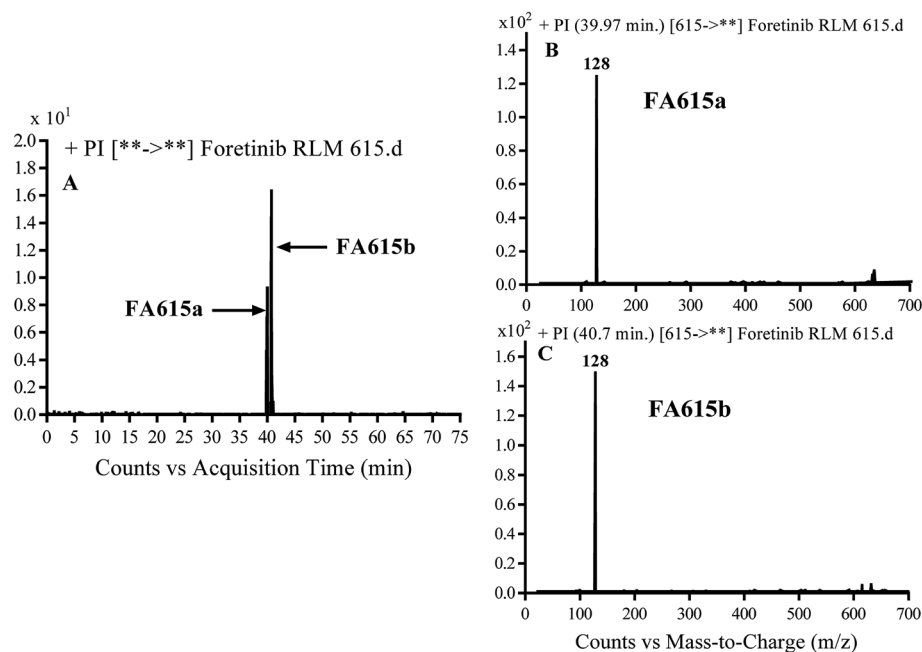 x 10¹
+ PI [**->**] Foretinib RLM 615.d
A
2.0
1.8
1.6
1.4
1.2
1.0
0.8
0.6
0.4
0.2
0.0
FA615b
FA615a
0 5 10 15 20 25 30 35 40 45 50 55 60 65 70 75
Counts vs Acquisition Time (min)
x10²
+ PI (39.97 min.) [615->**] Foretinib RLM 615.d
B
128
FA615a
1.4
1.2
1.0
0.8
0.6
0.4
0.2
0.0
0 100 200 300 400 500 600 700
x10²
+ PI (40.7 min.) [615->**] Foretinib RLM 615.d
C
128
FA615b
1.6
1.4
1.2
1.0
0.8
0.6
0.4
0.2
0.0
0 100 200 300 400 500 600 700
Counts vs Mass-to-Charge (m/z)